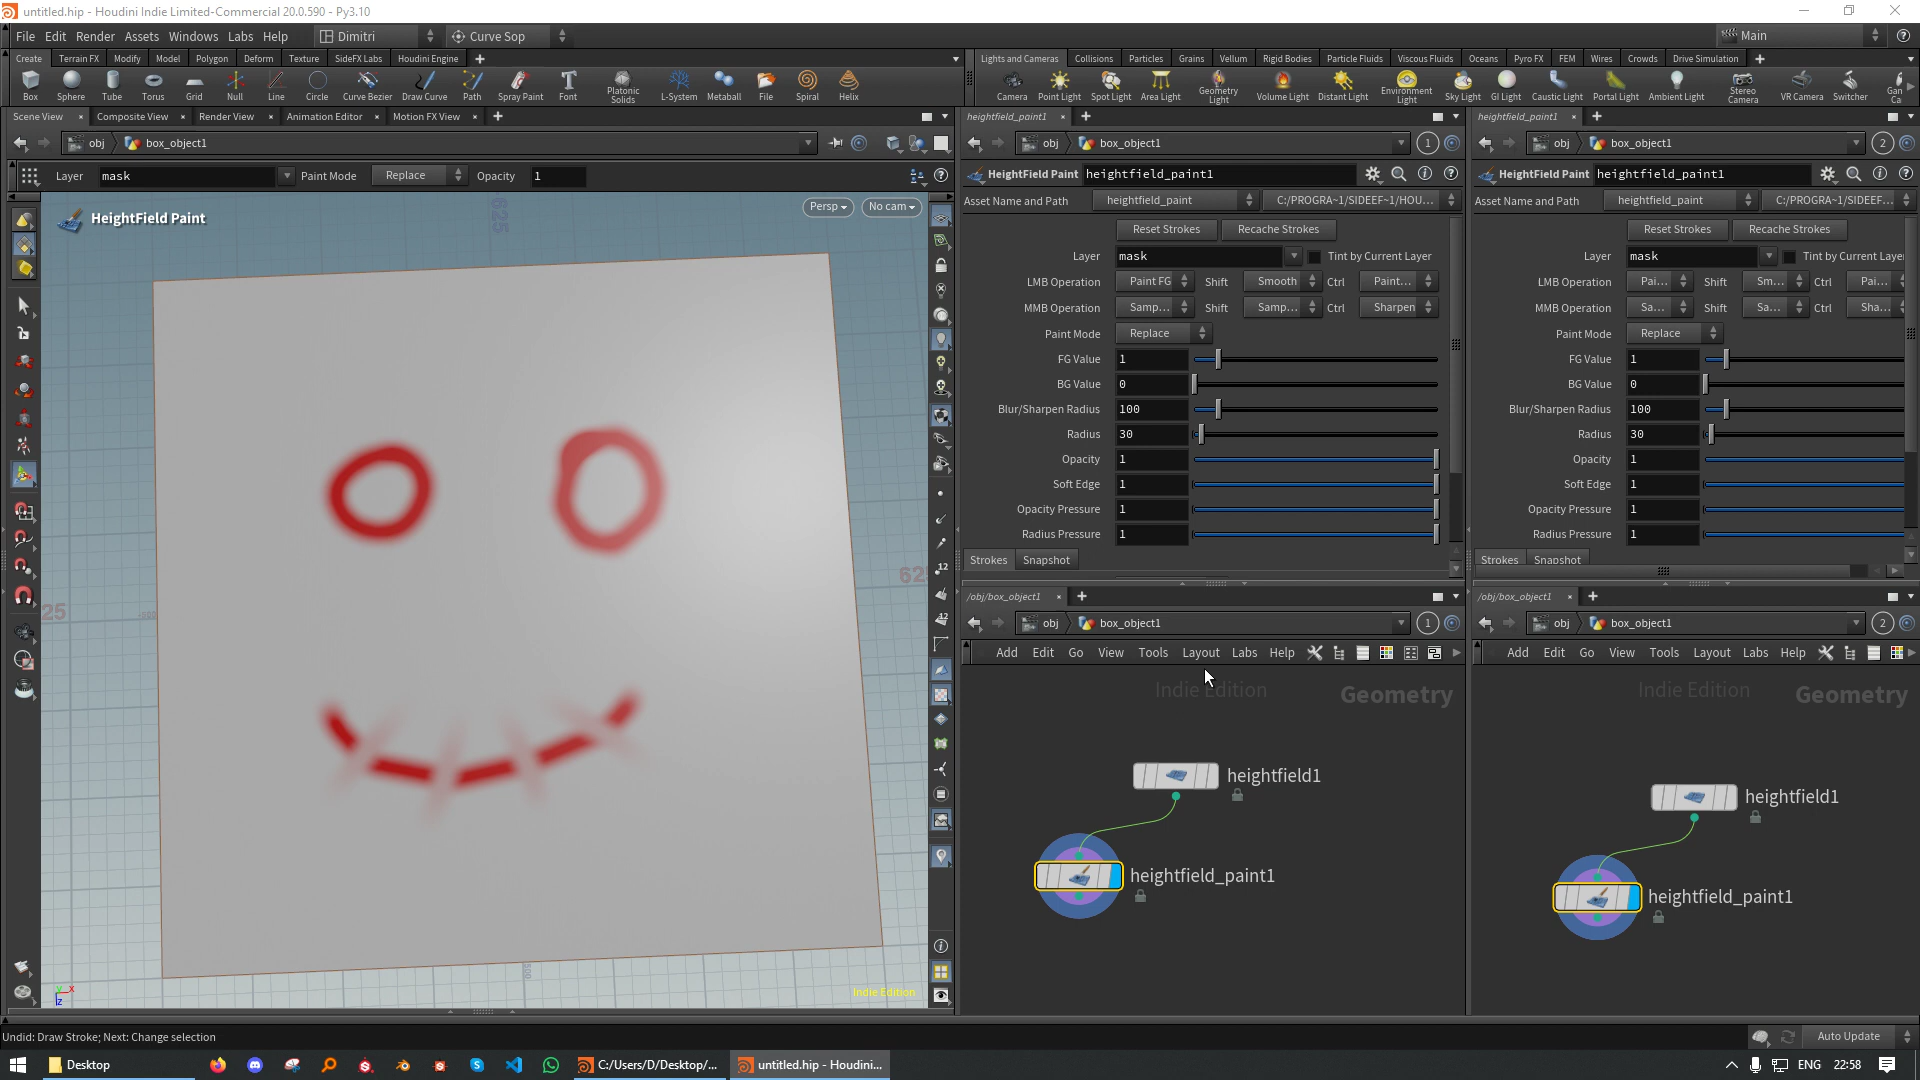 untitled.hip - Houdini Indie Limited-Commercial 20.0.590 - Py3.10
File Edit Render Assets Windows Labs Help Dimitri Curve Sop Main
Create Terrain FX Modify Model Polygon Deform Texture SideFX Labs Houdini Engine
Lights and Cameras Collisions Particles Grains Vellum Rigid Bodies Particle Fluids Viscous Fluids Oceans Pyro FX FEM Wires Crowds Drive Simulation
Box Sphere Tube Torus Grid Null Line Circle Curve Bezier Draw Curve Path Spray Paint Font Platonic Solids L-System Metaball File Spiral Helix
Camera Point Light Spot Light Area Light Geometry Light Volume Light Distant Light Environment Light Sky Light GI Light Caustic Light Portal Light Ambient Light Stereo Camera VR Camera Switcher Gan Ca
Scene View Composite View Render View Animation Editor Motion FX View
obj box_object1
Layer mask Paint Mode Replace Opacity 1
HeightField Paint
Persp No cam
625
625
25
Indie Edition
heightfield_paint1
obj box_object1 1
HeightField Paint heightfield_paint1
Asset Name and Path heightfield_paint C:/PROGRA~1/SIDEEF~1/HOU...
Reset Strokes Recache Strokes
Layer mask Tint by Current Layer
LMB Operation Paint FG Shift Smooth Ctrl Paint...
MMB Operation Samp... Shift Samp... Ctrl Sharpen
Paint Mode Replace
FG Value 1
BG Value 0
Blur/Sharpen Radius 100
Radius 30
Opacity 1
Soft Edge 1
Opacity Pressure 1
Radius Pressure 1
Strokes Snapshot
heightfield_paint1
obj box_object1 2
HeightField Paint heightfield_paint1
Asset Name and Path heightfield_paint C:/PROGRA~1/SIDEEF...
Reset Strokes Recache Strokes
Layer mask Tint by Current Layer
LMB Operation Pai... Shift Sm... Ctrl Pai...
MMB Operation Sa... Shift Sa... Ctrl Sha...
Paint Mode Replace
FG Value 1
BG Value 0
Blur/Sharpen Radius 100
Radius 30
Opacity 1
Soft Edge 1
Opacity Pressure 1
Radius Pressure 1
Strokes Snapshot
/obj/box_object1
obj box_object1 1
Add Edit Go View Tools Layout Labs Help
Indie Edition Geometry
heightfield1
heightfield_paint1
/obj/box_object1
obj box_object1 2
Add Edit Go View Tools Layout Labs Help
Indie Edition Geometry
heightfield1
heightfield_paint1
Undid: Draw Stroke; Next: Change selection
Auto Update
Desktop C:/Users/D/Desktop/... untitled.hip - Houdini... ENG 22:58